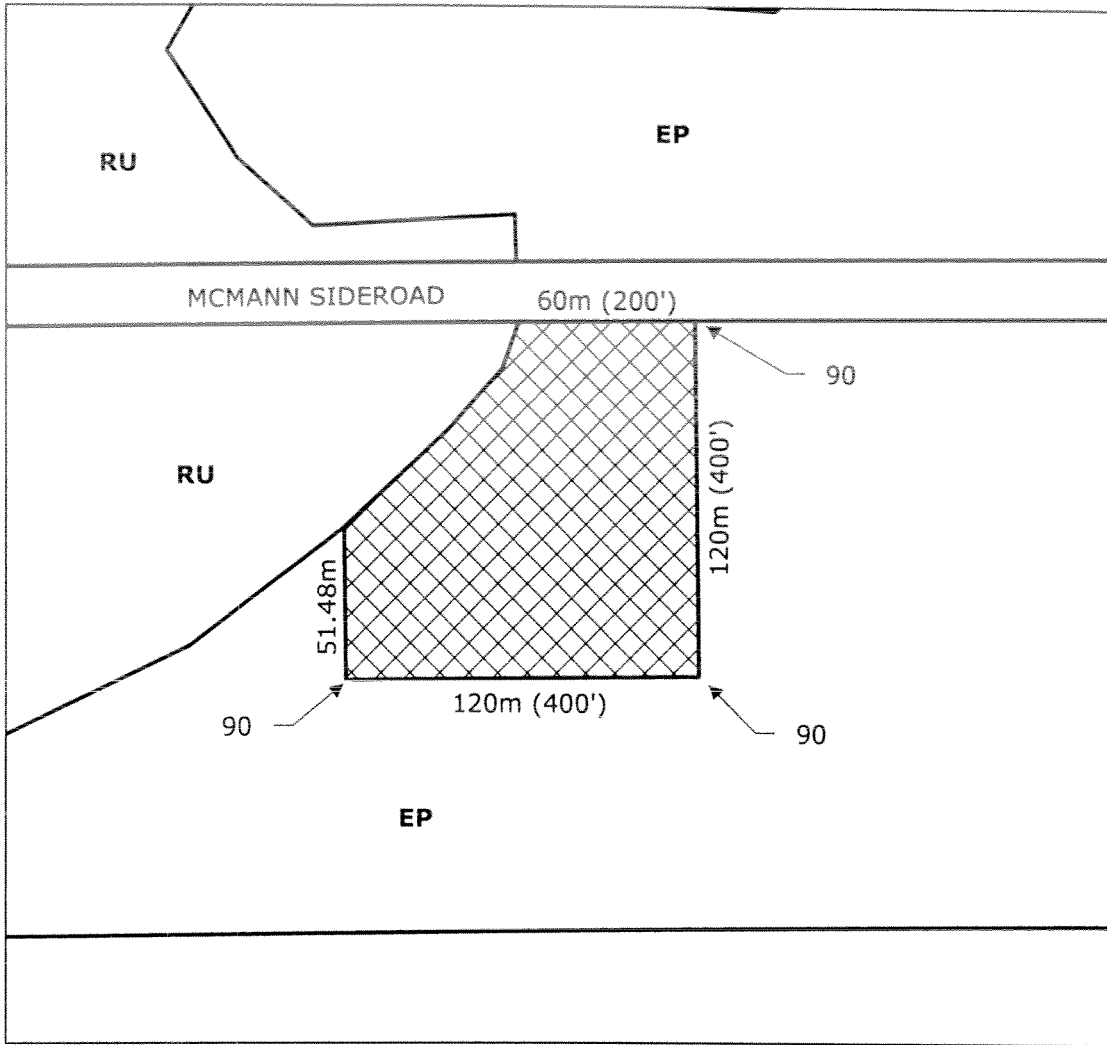 EP
RU
MCMANN SIDEROAD
60m (200')
90
RU
120m (400')
51.48m
120m (400')
90
90
EP